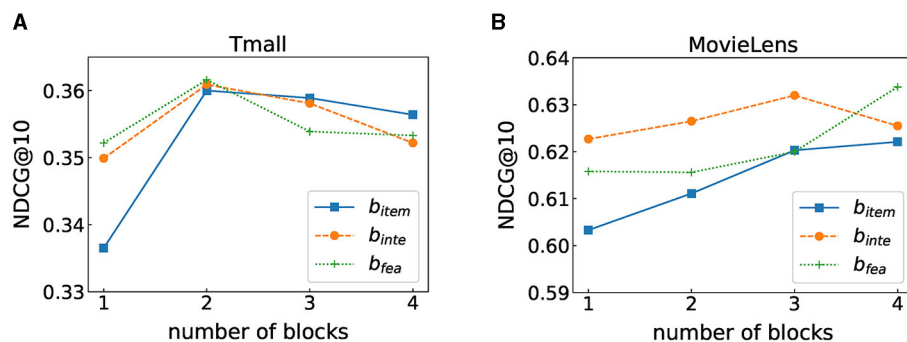 A
Tmall
NDCG@10
0.36
0.35
0.34
0.33
1 2 3 4
number of blocks
b_item
b_inte
b_fea
B
MovieLens
NDCG@10
0.64
0.63
0.62
0.61
0.60
0.59
1 2 3 4
number of blocks
b_item
b_inte
b_fea